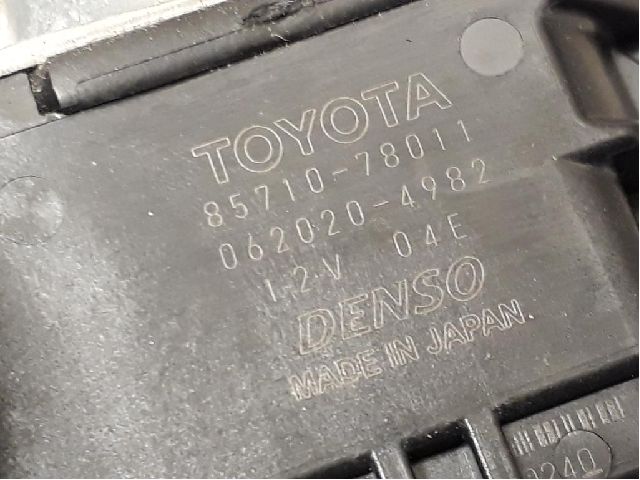 TOYOTA
85710-78011
062020-4982
12V 04E
DENSO
MADE IN JAPAN.